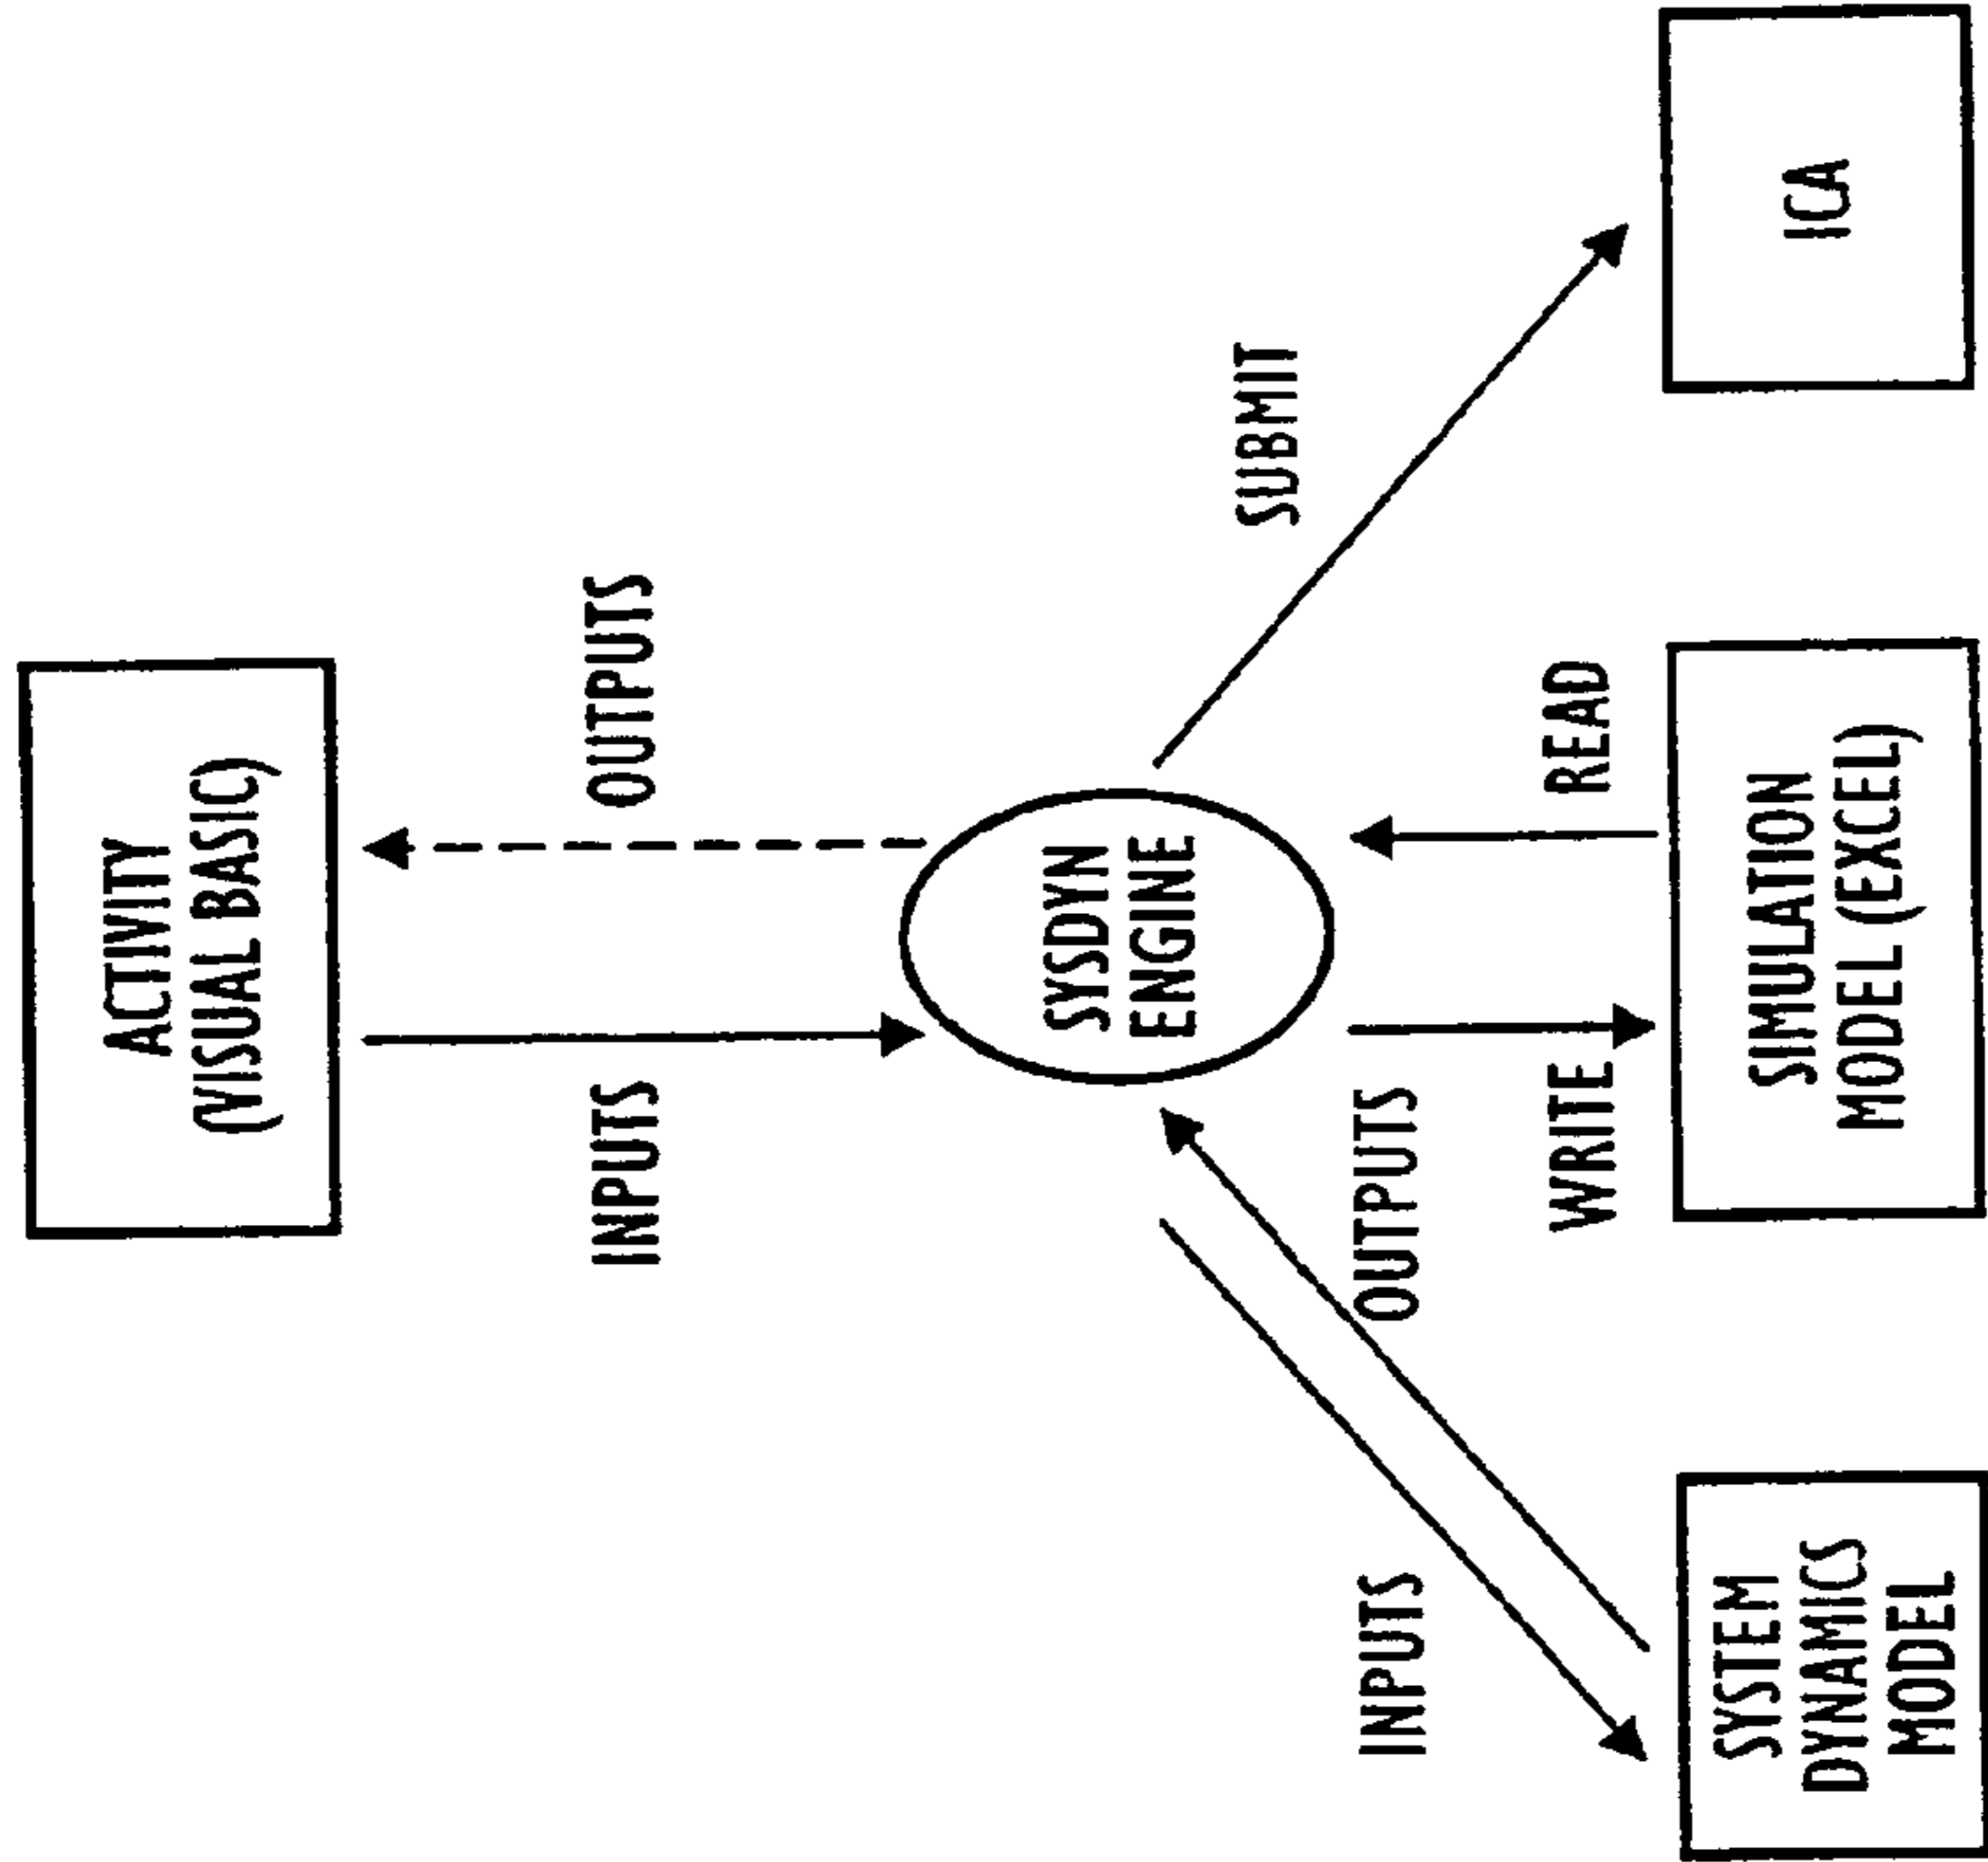 ACTIVITY
(VISUAL BASIC)
INPUTS
OUTPUTS
SYSDYN
ENGINE
INPUTS
OUTPUTS
WRITE
READ
SUBMIT
SYSTEM
DYNAMICS
MODEL
SIMULATION
MODEL (EXCEL)
ICA